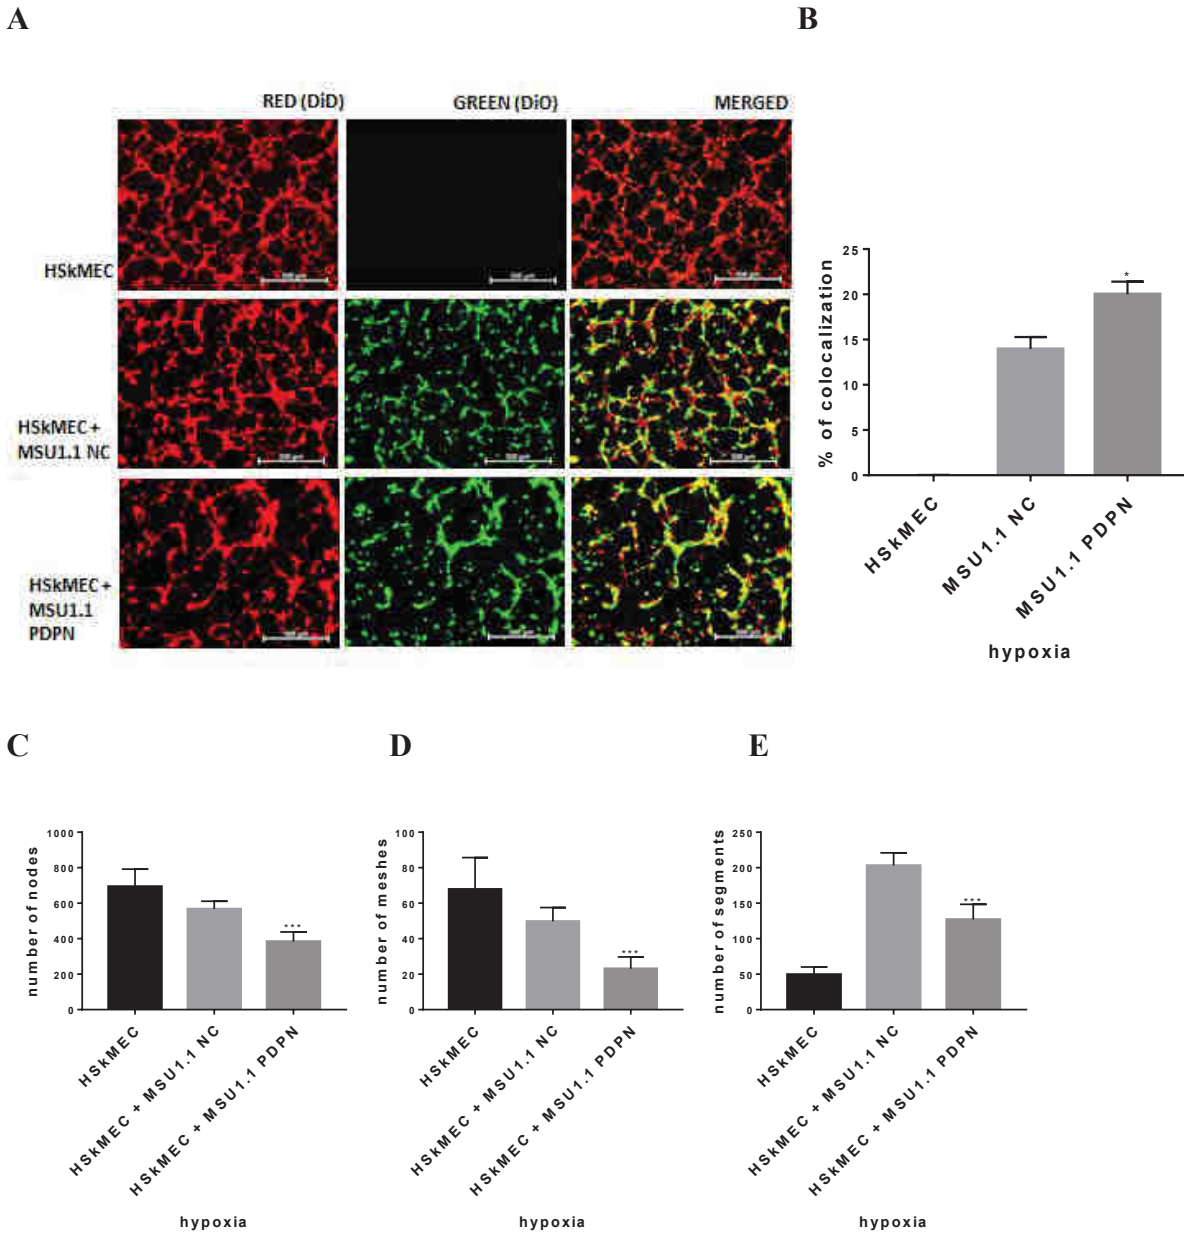 A
B
RED (DiD) GREEN (DiO) MERGED
HSkMEC
HSkMEC +
MSU1.1 NC
HSkMEC +
MSU1.1
PDPN
25
20
15
10
5
0
% of colocalization
*
HSkMEC
MSU1.1 NC
MSU1.1 PDPN
hypoxia
C
D
E
1000
800
600
400
200
0
number of nodes
***
HSkMEC
HSkMEC + MSU1.1 NC
HSkMEC + MSU1.1 PDPN
hypoxia
100
80
60
40
20
0
number of meshes
***
HSkMEC
HSkMEC + MSU1.1 NC
HSkMEC + MSU1.1 PDPN
hypoxia
250
200
150
100
50
0
number of segments
***
HSkMEC
HSkMEC + MSU1.1 NC
HSkMEC + MSU1.1 PDPN
hypoxia